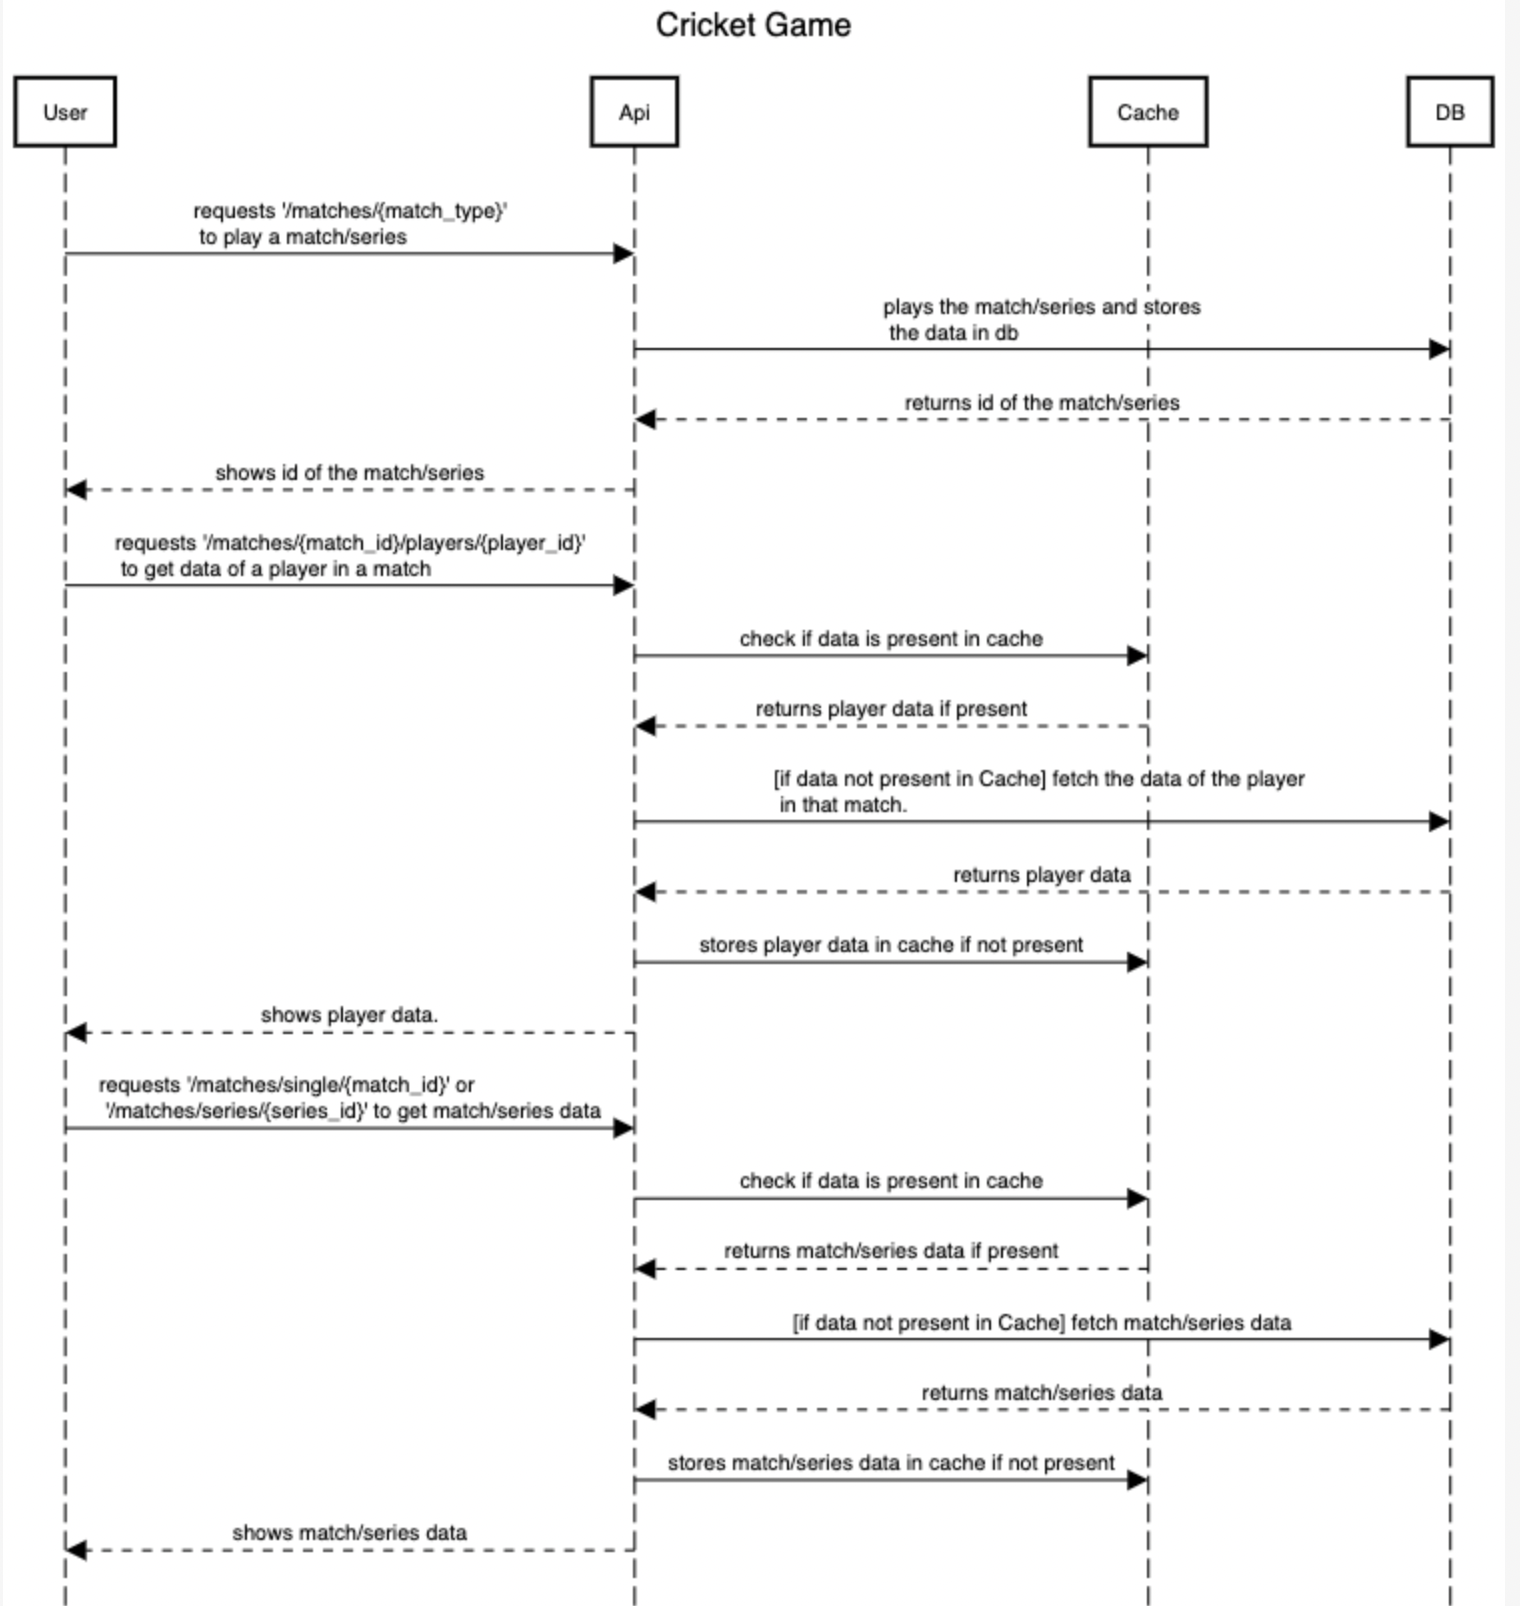 Cricket Game
User
Api
Cache
DB
requests '/matches/{match_type}'
to play a match/series
plays the match/series and stores
the data in db
returns id of the match/series
shows id of the match/series
requests '/matches/{match_id}/players/{player_id}'
to get data of a player in a match
check if data is present in cache
returns player data if present
[if data not present in Cache] fetch the data of the player
in that match.
returns player data
stores player data in cache if not present
shows player data.
requests '/matches/single/{match_id}' or
'/matches/series/{series_id}' to get match/series data
check if data is present in cache
returns match/series data if present
[if data not present in Cache] fetch match/series data
returns match/series data
stores match/series data in cache if not present
shows match/series data